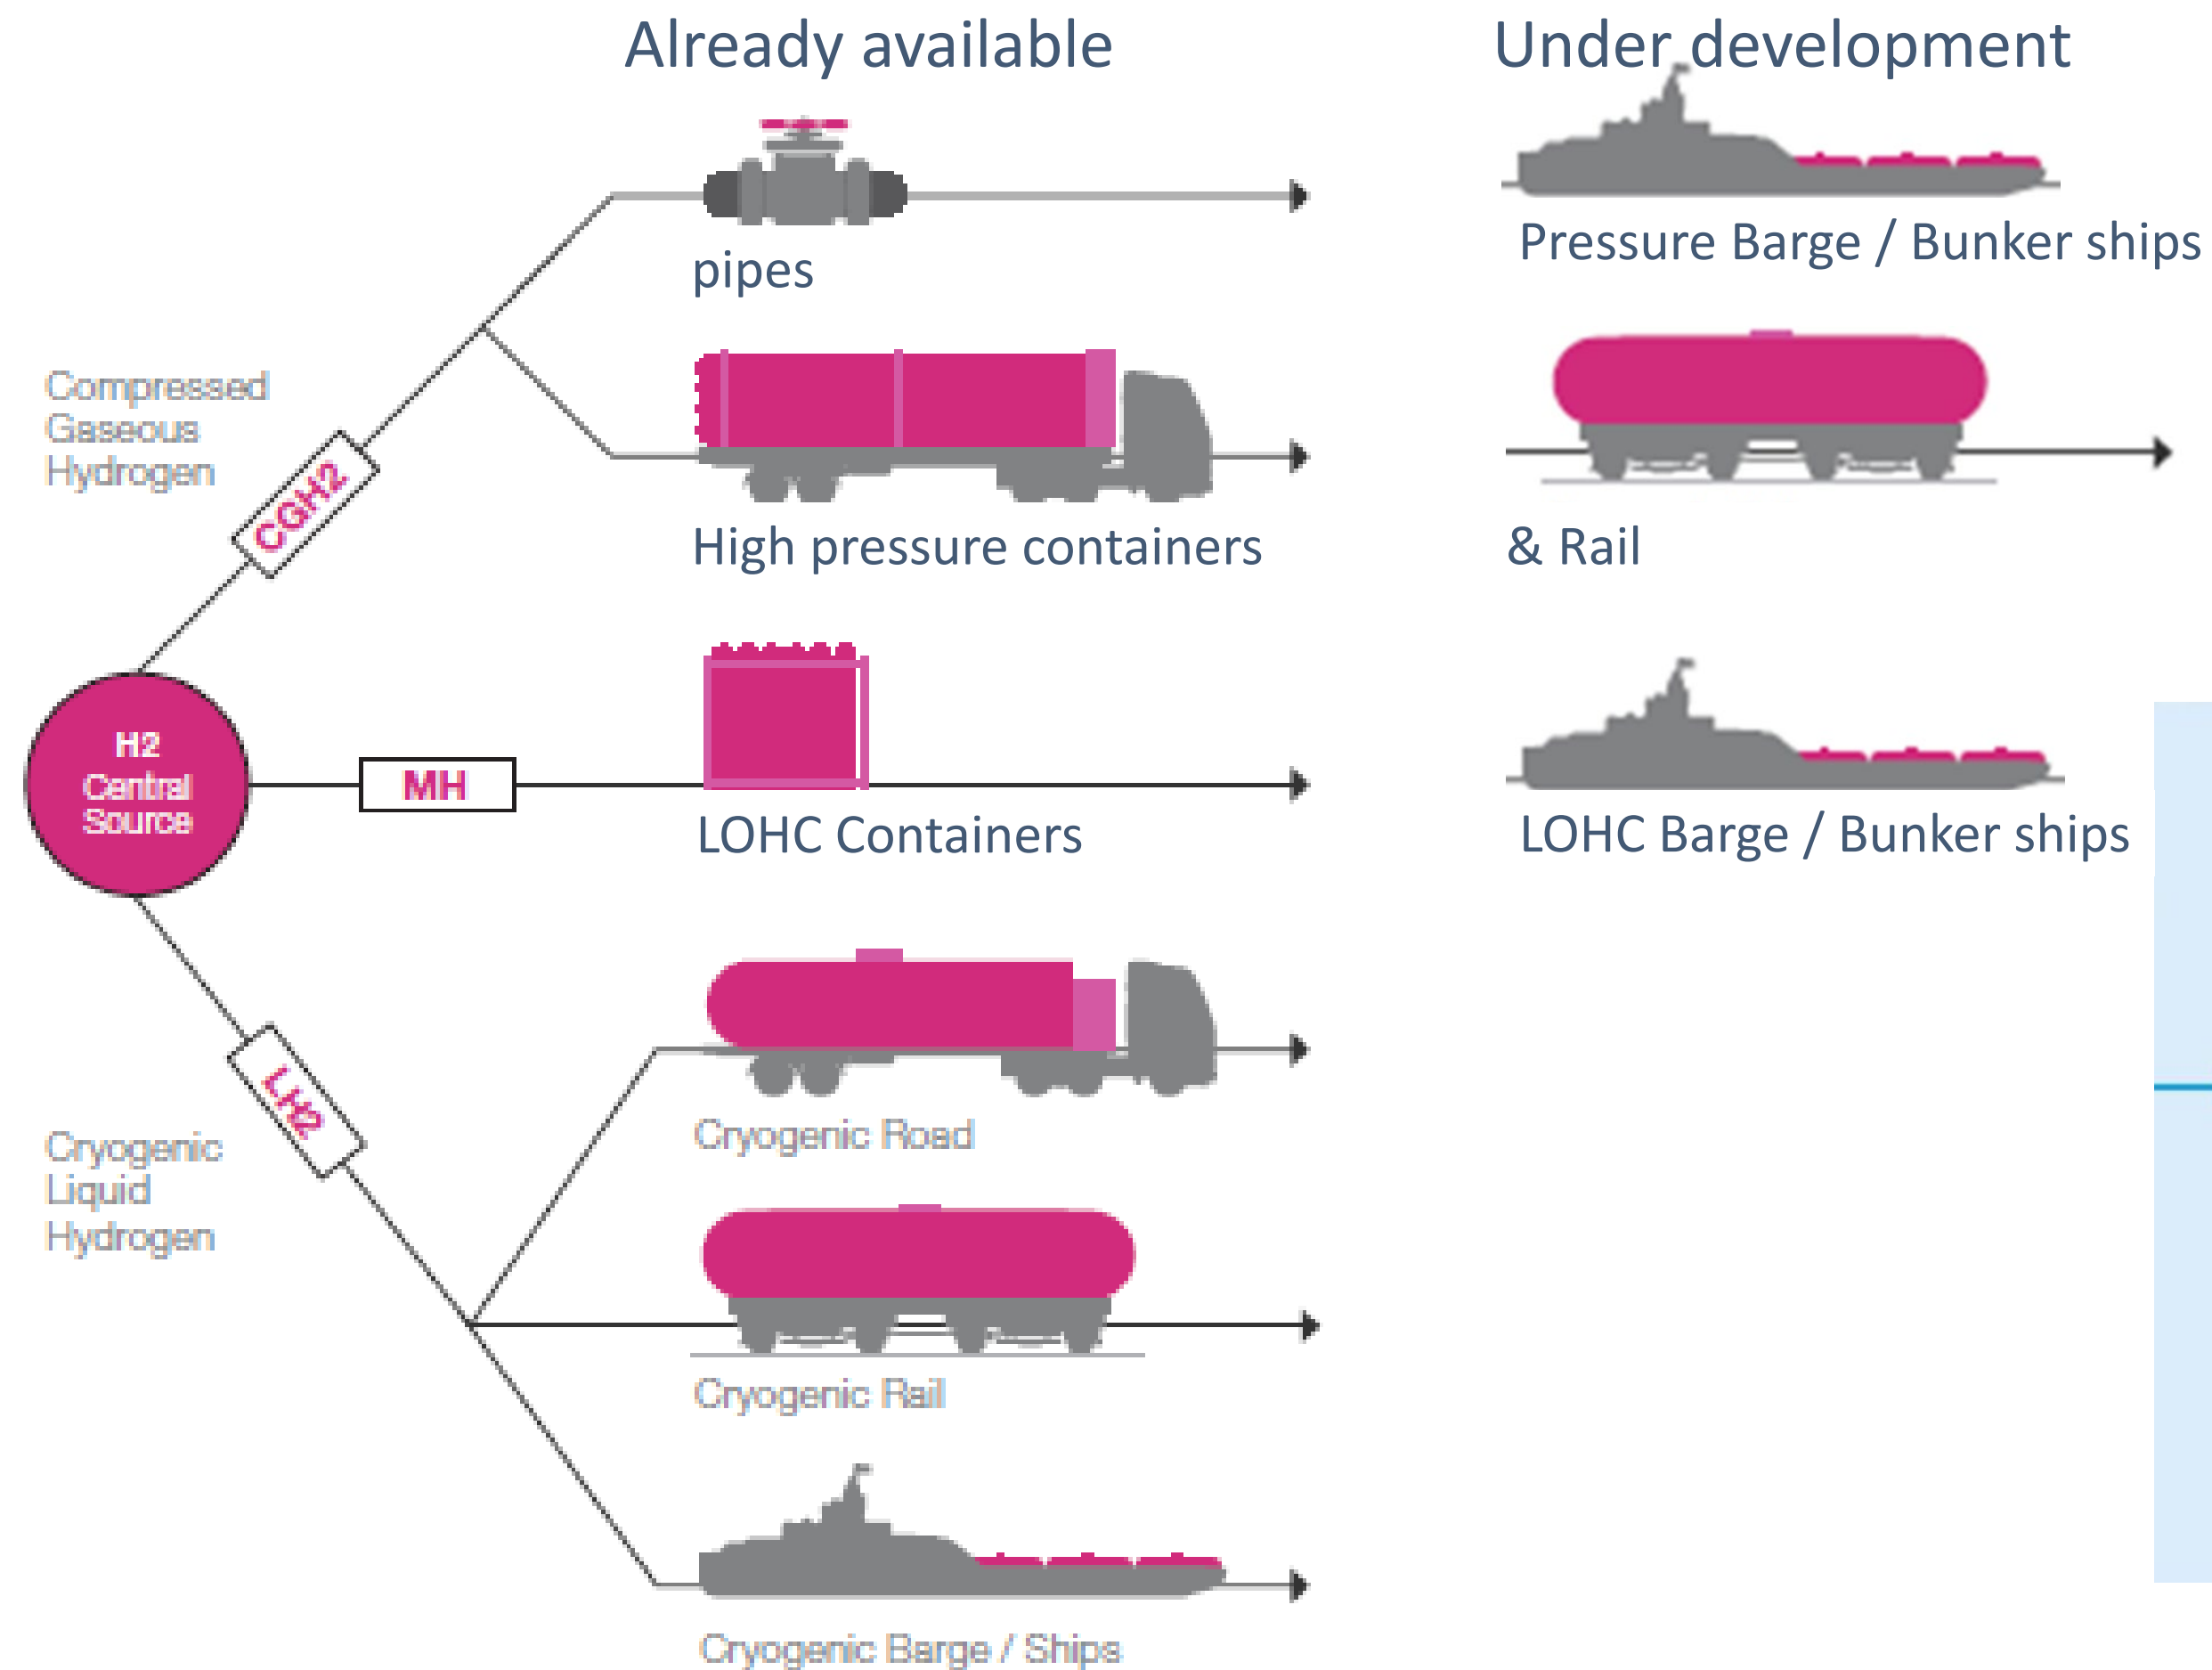 Already available
Under development
pipes
Pressure Barge / Bunker ships
Compressed
Gaseous
Hydrogen
CGH2
High pressure containers
& Rail
H2
Central
Source
MH
LOHC Containers
LOHC Barge / Bunker ships
LH2
Cryogenic
Liquid
Hydrogen
Cryogenic Road
Cryogenic Rail
Cryogenic Barge / Ships